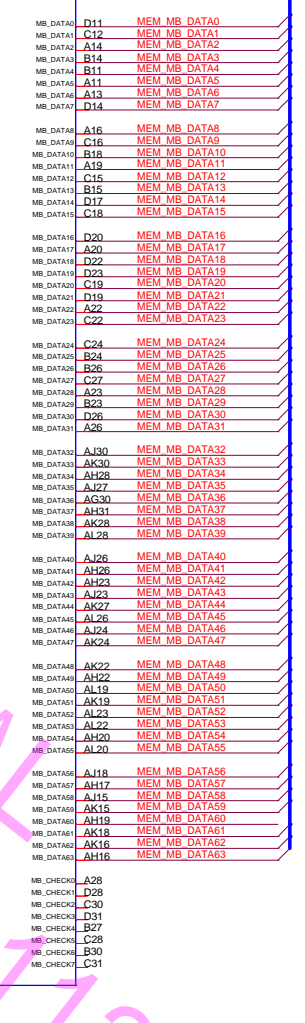 MB_DATA0 D11 MEM_MB_DATA0
MB_DATA1 C12 MEM_MB_DATA1
MB_DATA2 A14 MEM_MB_DATA2
MB_DATA3 B14 MEM_MB_DATA3
MB_DATA4 B11 MEM_MB_DATA4
MB_DATA5 A11 MEM_MB_DATA5
MB_DATA6 A13 MEM_MB_DATA6
MB_DATA7 D14 MEM_MB_DATA7
MB_DATA8 A16 MEM_MB_DATA8
MB_DATA9 C16 MEM_MB_DATA9
MB_DATA10 B18 MEM_MB_DATA10
MB_DATA11 A19 MEM_MB_DATA11
MB_DATA12 C15 MEM_MB_DATA12
MB_DATA13 B15 MEM_MB_DATA13
MB_DATA14 D17 MEM_MB_DATA14
MB_DATA15 C18 MEM_MB_DATA15
MB_DATA16 D20 MEM_MB_DATA16
MB_DATA17 A20 MEM_MB_DATA17
MB_DATA18 D22 MEM_MB_DATA18
MB_DATA19 D23 MEM_MB_DATA19
MB_DATA20 C19 MEM_MB_DATA20
MB_DATA21 D19 MEM_MB_DATA21
MB_DATA22 A22 MEM_MB_DATA22
MB_DATA23 C22 MEM_MB_DATA23
MB_DATA24 C24 MEM_MB_DATA24
MB_DATA25 B24 MEM_MB_DATA25
MB_DATA26 B26 MEM_MB_DATA26
MB_DATA27 C27 MEM_MB_DATA27
MB_DATA28 A23 MEM_MB_DATA28
MB_DATA29 B23 MEM_MB_DATA29
MB_DATA30 D26 MEM_MB_DATA30
MB_DATA31 A26 MEM_MB_DATA31
MB_DATA32 AJ30 MEM_MB_DATA32
MB_DATA33 AK30 MEM_MB_DATA33
MB_DATA34 AH28 MEM_MB_DATA34
MB_DATA35 AJ27 MEM_MB_DATA35
MB_DATA36 AG30 MEM_MB_DATA36
MB_DATA37 AH31 MEM_MB_DATA37
MB_DATA38 AK28 MEM_MB_DATA38
MB_DATA39 AL28 MEM_MB_DATA39
MB_DATA40 AJ26 MEM_MB_DATA40
MB_DATA41 AH26 MEM_MB_DATA41
MB_DATA42 AH23 MEM_MB_DATA42
MB_DATA43 AJ23 MEM_MB_DATA43
MB_DATA44 AK27 MEM_MB_DATA44
MB_DATA45 AL26 MEM_MB_DATA45
MB_DATA46 AJ24 MEM_MB_DATA46
MB_DATA47 AK24 MEM_MB_DATA47
MB_DATA48 AK22 MEM_MB_DATA48
MB_DATA49 AH22 MEM_MB_DATA49
MB_DATA50 AL19 MEM_MB_DATA50
MB_DATA51 AK19 MEM_MB_DATA51
MB_DATA52 AL23 MEM_MB_DATA52
MB_DATA53 AL22 MEM_MB_DATA53
MB_DATA54 AH20 MEM_MB_DATA54
MB_DATA55 AL20 MEM_MB_DATA55
MB_DATA56 AJ18 MEM_MB_DATA56
MB_DATA57 AH17 MEM_MB_DATA57
MB_DATA58 AJ15 MEM_MB_DATA58
MB_DATA59 AK15 MEM_MB_DATA59
MB_DATA60 AH19 MEM_MB_DATA60
MB_DATA61 AK18 MEM_MB_DATA61
MB_DATA62 AK16 MEM_MB_DATA62
MB_DATA63 AH16 MEM_MB_DATA63
MB_CHECK0 A28
MB_CHECK1 D28
MB_CHECK2 C30
MB_CHECK3 D31
MB_CHECK4 B27
MB_CHECK5 C28
MB_CHECK6 B30
MB_CHECK7 C31